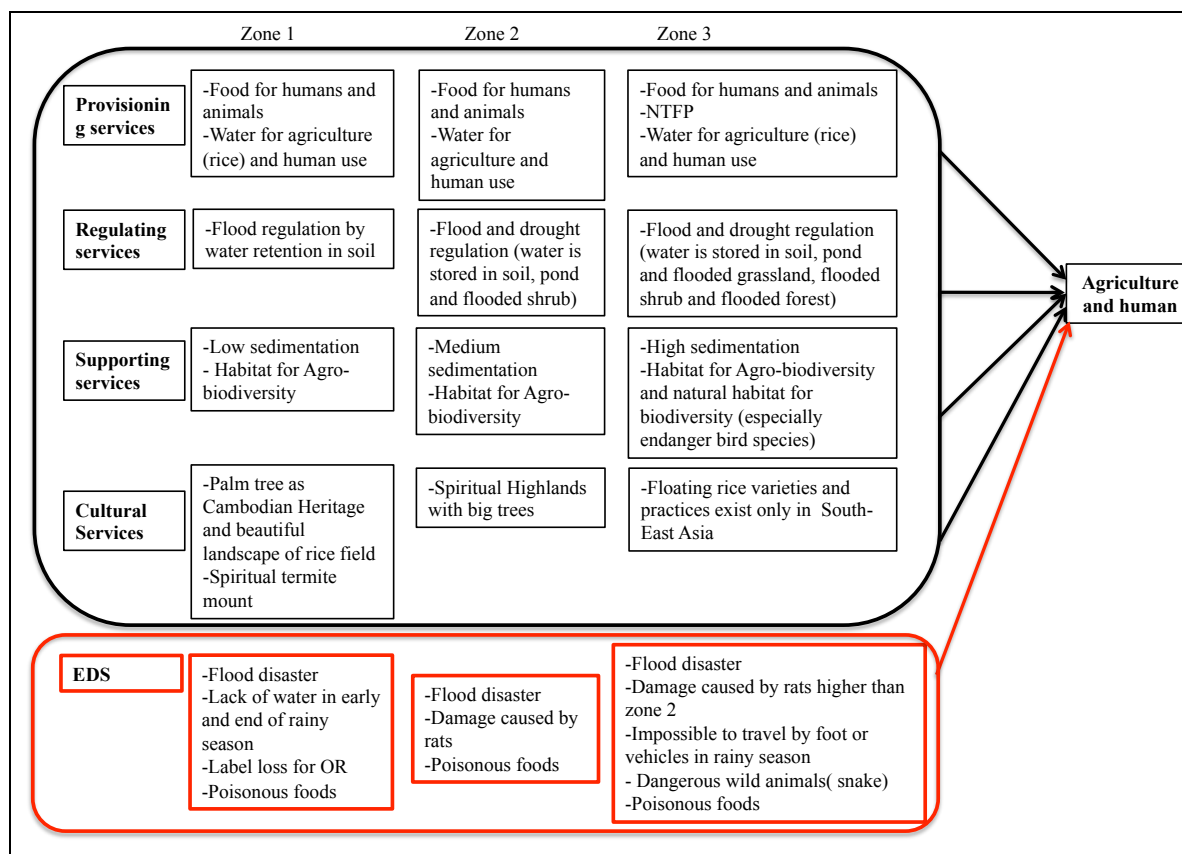 Zone 1
Zone 2
Zone 3
Provisionin
g services
-Food for humans and
animals
-Water for agriculture
(rice) and human use
-Food for humans
and animals
-Water for
agriculture and
human use
-Food for humans and animals
-NTFP
-Water for agriculture (rice)
and human use
Regulating
services
-Flood regulation by
water retention in soil
-Flood and drought
regulation (water is
stored in soil, pond
and flooded shrub)
-Flood and drought regulation
(water is stored in soil, pond
and flooded grassland, flooded
shrub and flooded forest)
Supporting
services
-Low sedimentation
- Habitat for Agro-
biodiversity
-Medium
sedimentation
-Habitat for Agro-
biodiversity
-High sedimentation
-Habitat for Agro-biodiversity
and natural habitat for
biodiversity (especially
endanger bird species)
Cultural
Services
-Palm tree as
Cambodian Heritage
and beautiful
landscape of rice field
-Spiritual termite
mount
-Spiritual Highlands
with big trees
-Floating rice varieties and
practices exist only in South-
East Asia
Agriculture
and human
EDS
-Flood disaster
-Lack of water in early
and end of rainy
season
-Label loss for OR
-Poisonous foods
-Flood disaster
-Damage caused by
rats
-Poisonous foods
-Flood disaster
-Damage caused by rats higher than
zone 2
-Impossible to travel by foot or
vehicles in rainy season
- Dangerous wild animals( snake)
-Poisonous foods